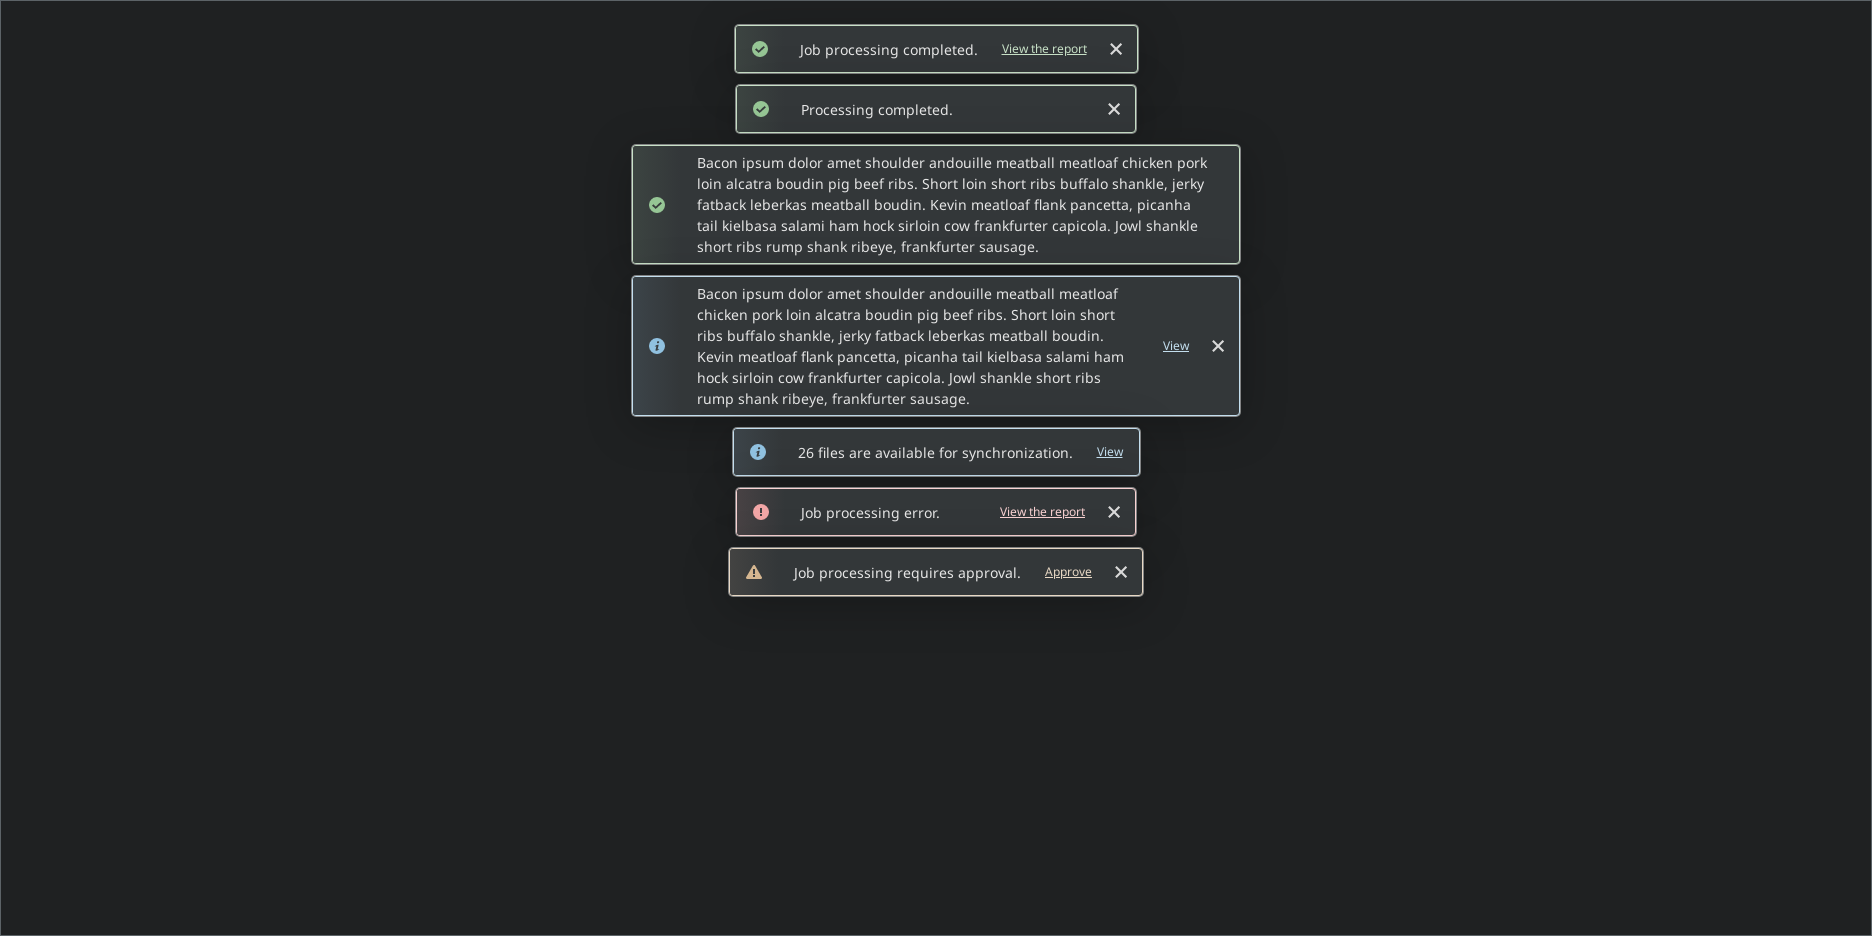 Job processing completed. View the report
Processing completed.
Bacon ipsum dolor amet shoulder andouille meatball meatloaf chicken pork
loin alcatra boudin pig beef ribs. Short loin short ribs buffalo shankle, jerky
fatback leberkas meatball boudin. Kevin meatloaf flank pancetta, picanha
tail kielbasa salami ham hock sirloin cow frankfurter capicola. Jowl shankle
short ribs rump shank ribeye, frankfurter sausage.
Bacon ipsum dolor amet shoulder andouille meatball meatloaf
chicken pork loin alcatra boudin pig beef ribs. Short loin short
ribs buffalo shankle, jerky fatback leberkas meatball boudin.
Kevin meatloaf flank pancetta, picanha tail kielbasa salami ham
hock sirloin cow frankfurter capicola. Jowl shankle short ribs
rump shank ribeye, frankfurter sausage.
View
26 files are available for synchronization. View
Job processing error. View the report
Job processing requires approval. Approve